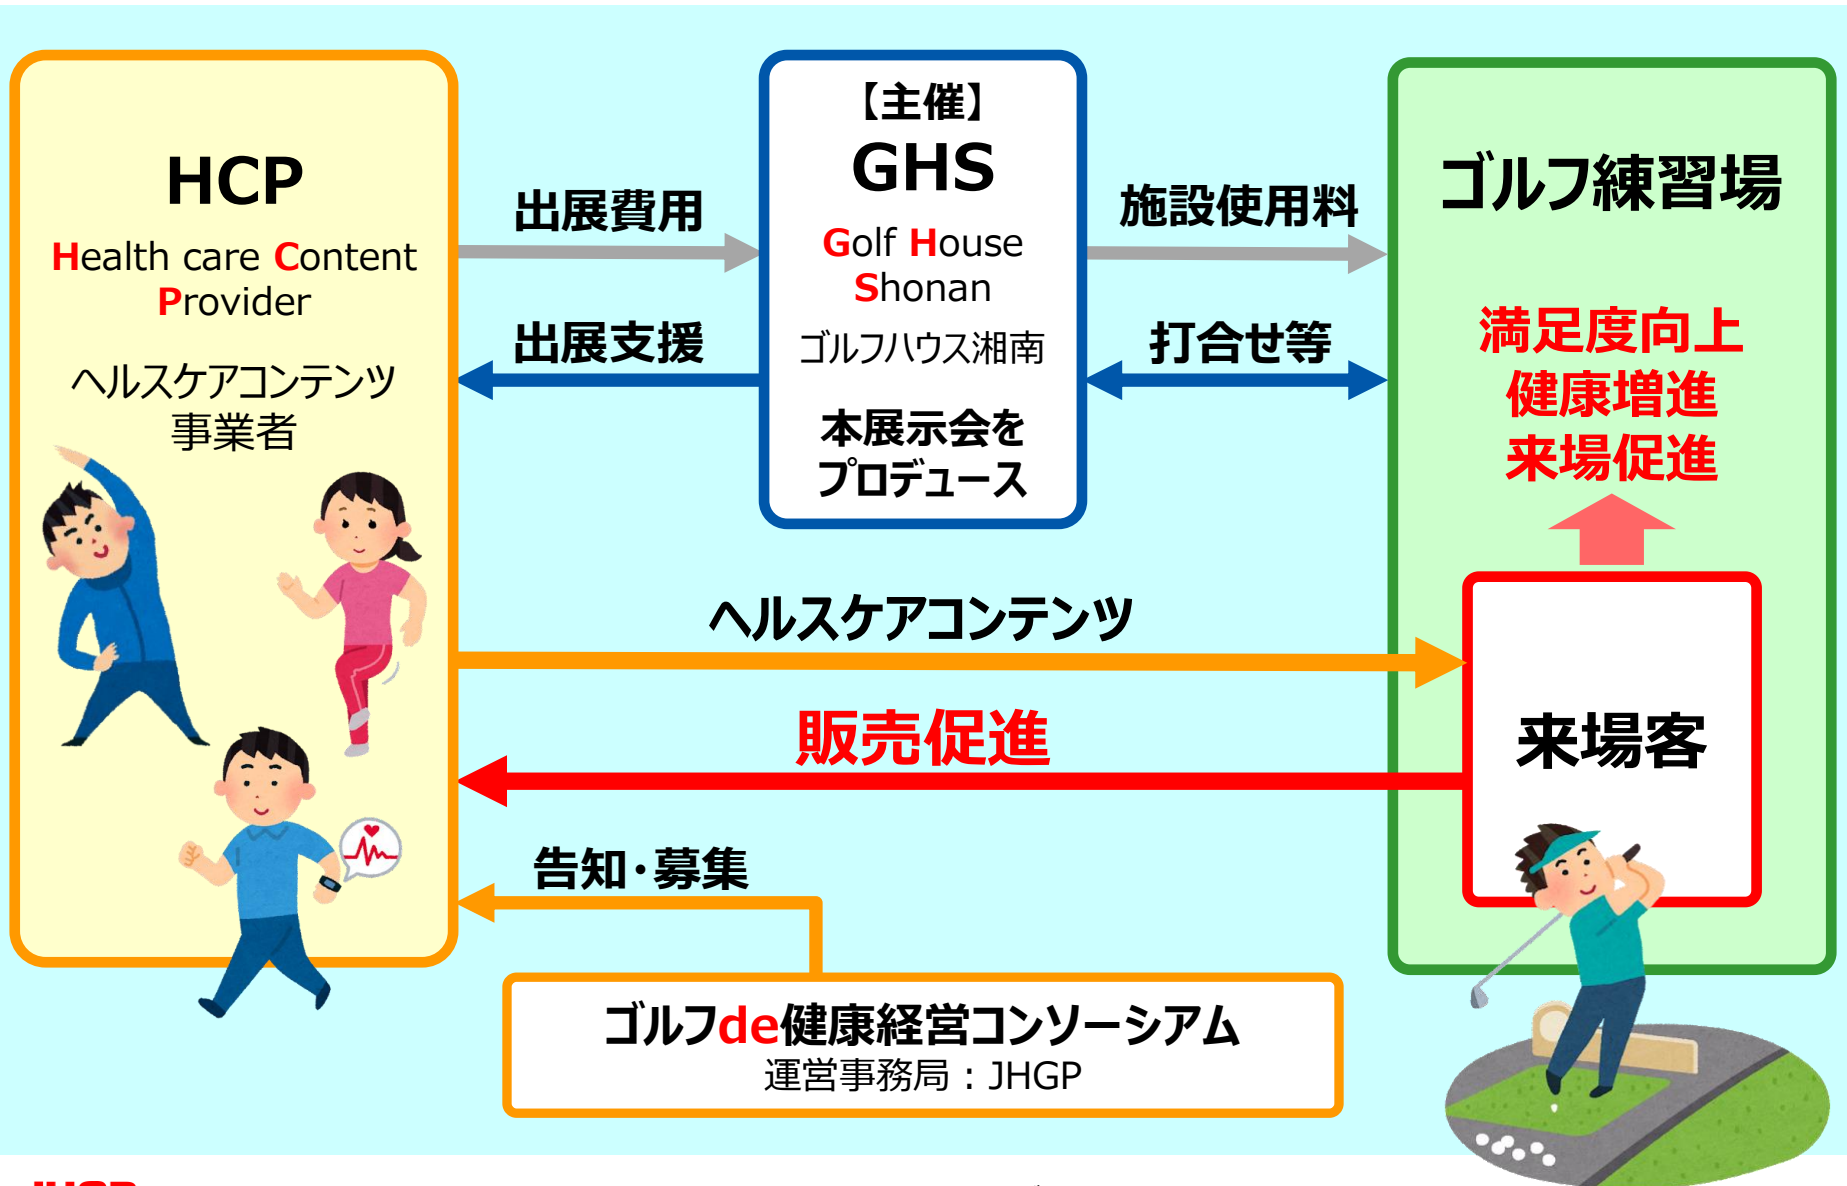 HCP
Health care Content
Provider
ヘルスケアコンテンツ
事業者
出展費用
出展支援
【主催】
GHS
Golf House
Shonan
ゴルフハウス湘南
本展示会を
プロデュース
施設使用料
打合せ等
ゴルフ練習場
満足度向上
健康増進
来場促進
ヘルスケアコンテンツ
販売促進
来場客
告知・募集
ゴルフde健康経営コンソーシアム
運営事務局：JHGP